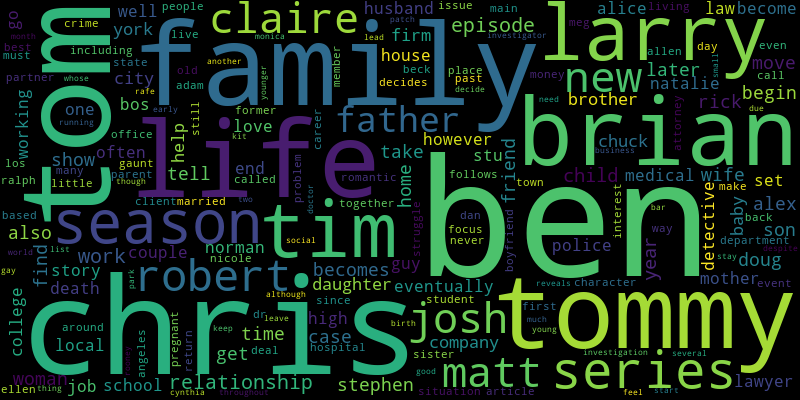 go
crime
well
people
claire
husband
issue
main
alice
living
law
become
tom
must
best
york
live
family
firm
episode
patch
meg
larry
including
monica
lead
investigator
state
another
old
house
member
beck
place
allen
day
even
partner
whose
city
adam
decides
past
new
later
move
call
rafe
younger
decide
natalie
working
one
running
bos
early
former
love
father
money
brother
rick
begin
life
still
kit
career
need
small
due
los
show
often
office
help
however
stu
chuck
business
attorney
brian
ralph
many
gaunt
tell
end
problem
romantic
take
friend
child
medical
wife
set
little
parent
though
called
doctor
home
follows
town
make
based
client
married
two
together
ben
interest
detective
baby
alex
season
tim
struggle
dan
focus
never
boyfriend
bar
way
back
son
also
work
couple
norman
social
police
year
department
despite
world
list
find
story
nicole
guy
stay
doug
gay
death
robert
park
becomes
daughter
eventually
reveals
character
mother
event
college
chris
although
since
student
first
tommy
around
dr
leave
high
birth
josh
much
young
local
angeles
pregnant
return
keep
time
case
company
investigation
several
get
deal
hospital
sister
woman
romney
good
matt
series
lawyer
ellen
thing
job
school
relationship
stephen
cynthia
throughout
situation
article
feel
start
month